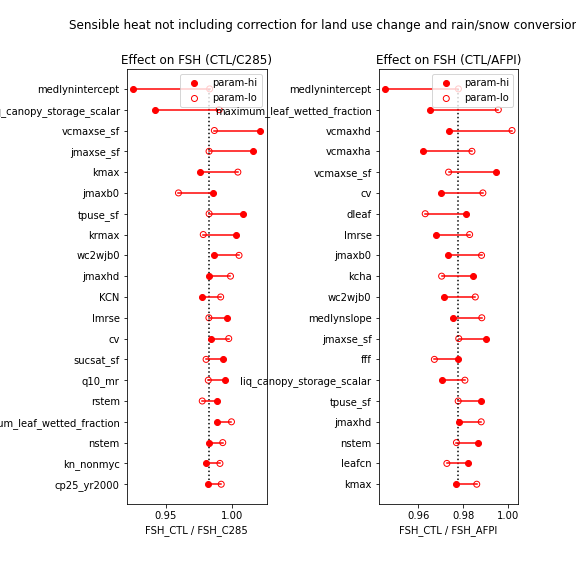 Sensible heat not including correction for land use change and rain/snow conversion
Effect on FSH (CTL/C285)
param-hi
param-lo
medlynintercept
iq_canopy_storage_scalar
vcmaxse_sf
jmaxse_sf
kmax
jmaxb0
tpuse_sf
krmax
wc2wjb0
jmaxhd
KCN
lmrse
cv
sucsat_sf
q10_mr
rstem
um_leaf_wetted_fraction
nstem
kn_nonmyc
cp25_yr2000
0.95 1.00
FSH_CTL / FSH_C285
Effect on FSH (CTL/AFPI)
param-hi
param-lo
medlynintercept
maximum_leaf_wetted_fraction
vcmaxhd
vcmaxha
vcmaxse_sf
cv
dleaf
lmrse
jmaxb0
kcha
wc2wjb0
medlynslope
jmaxse_sf
fff
liq_canopy_storage_scalar
tpuse_sf
jmaxhd
nstem
leafcn
kmax
0.96 0.98 1.00
FSH_CTL / FSH_AFPI